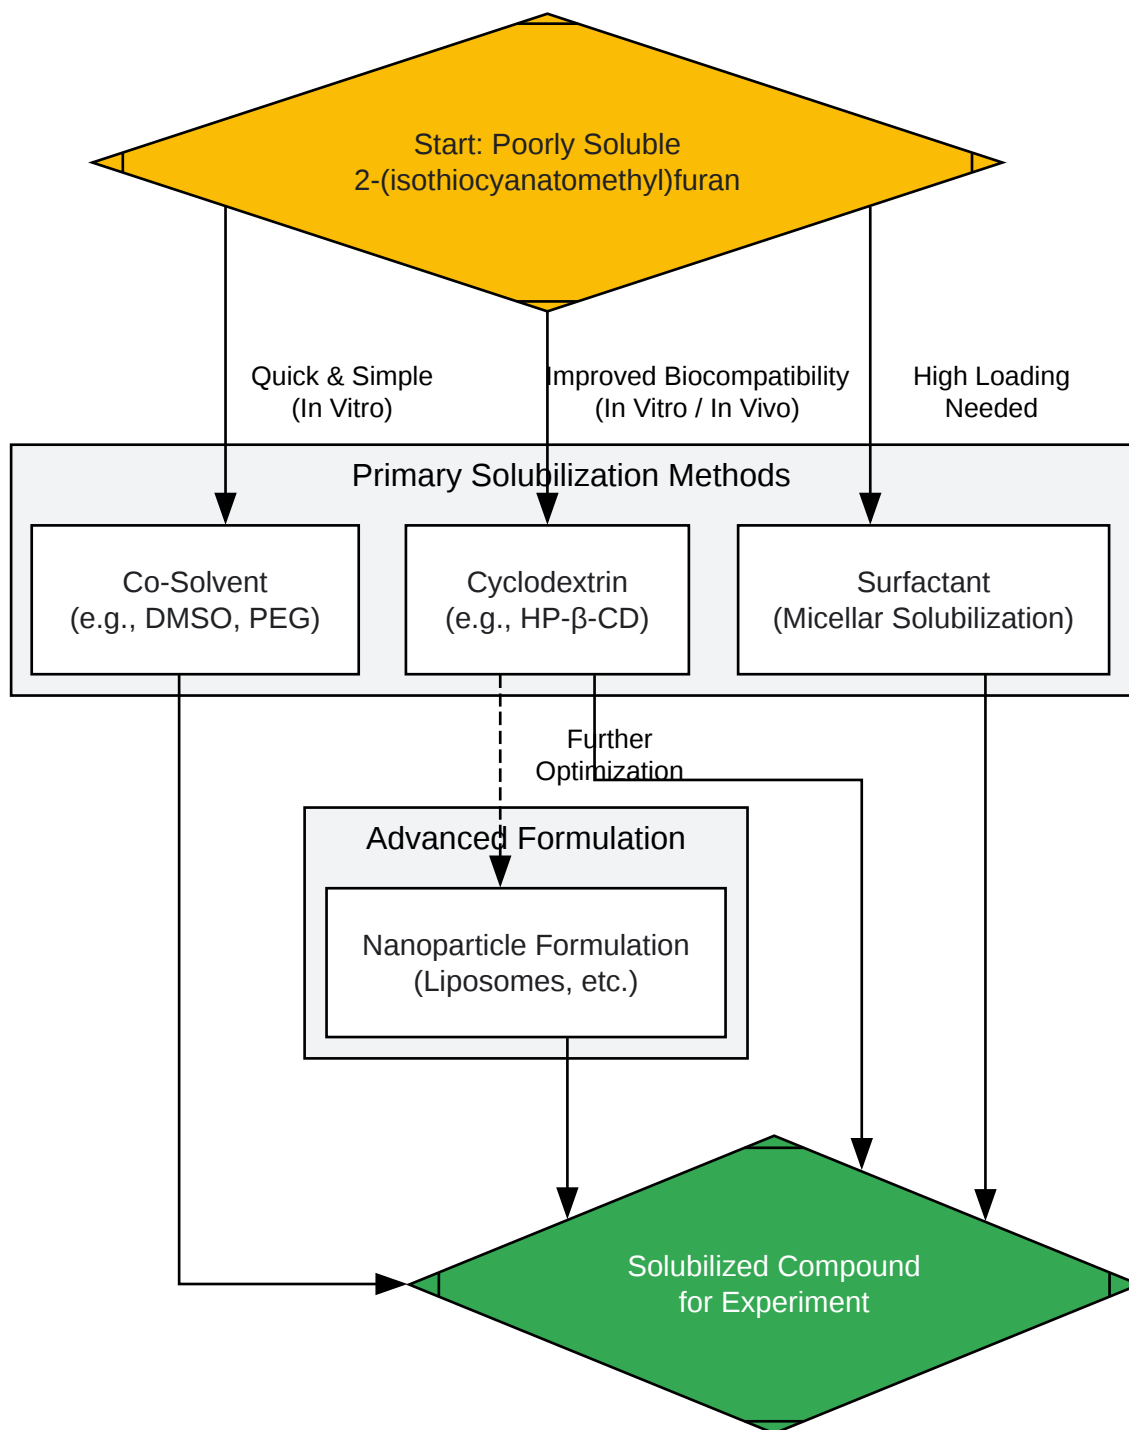 Start: Poorly Soluble
2-(isothiocyanatomethyl)furan
Quick & Simple
(In Vitro)
Improved Biocompatibility
(In Vitro / In Vivo)
High Loading
Needed
Primary Solubilization Methods
Co-Solvent
(e.g., DMSO, PEG)
Cyclodextrin
(e.g., HP-β-CD)
Surfactant
(Micellar Solubilization)
Further
Optimization
Advanced Formulation
Nanoparticle Formulation
(Liposomes, etc.)
Solubilized Compound
for Experiment